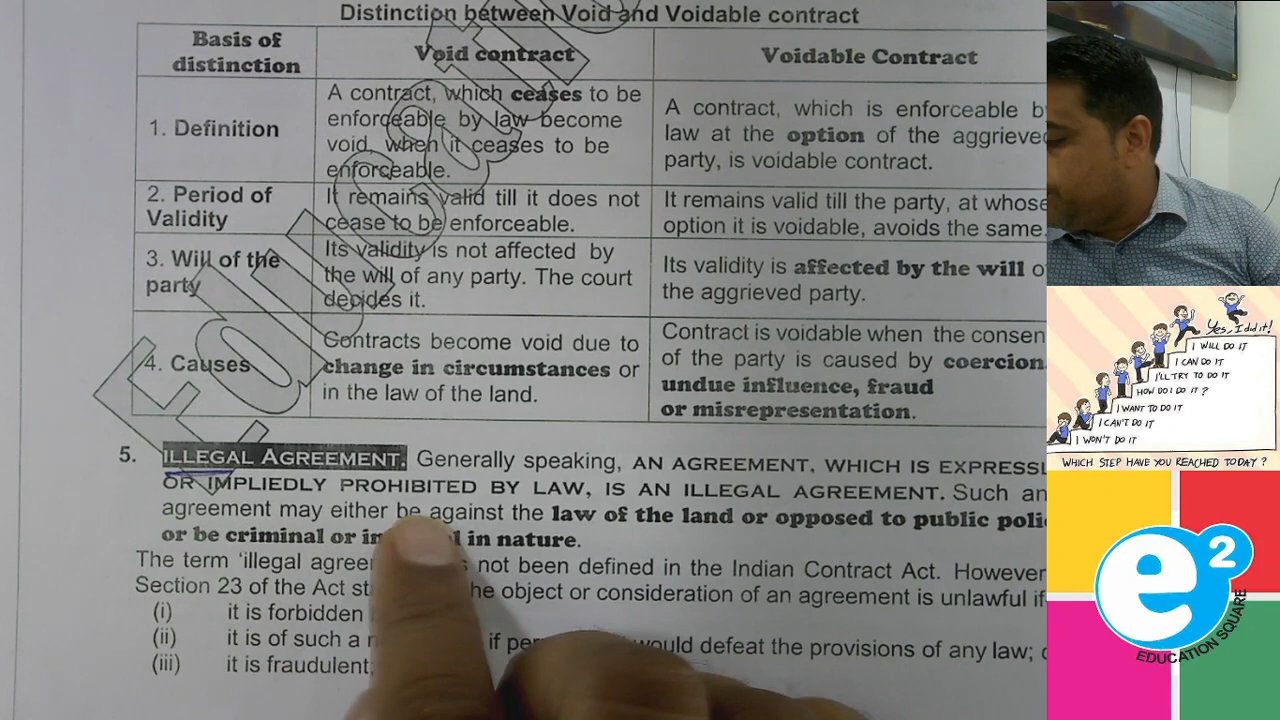 Distinction between Void and Voidable contract
Basis of
distinction
Void contract
Voidable Contract
1. Definition
A contract, which ceases to be
enforceable by law become
void, when it ceases to be
enforceable.
A contract, which is enforceable
law at the option of the aggrieved
party, is voidable contract.
2. Period of
Validity
It remains valid till it does not
cease to be enforceable.
It remains valid till the party, at whose
option it is voidable, avoids the same.
3. Will of the
party
Its validity is not affected by
the will of any party. The court
decides it.
Its validity is affected by the will
the aggrieved party.
4. Causes
Contracts become void due to
change in circumstances or
in the law of the land.
Contract is voidable when the
of the party is caused by coercion
undue influence, fraud
or misrepresentation.
5. ILLEGAL AGREEMENT. Generally speaking, AN AGREEMENT, WHICH IS
OR IMPLIEDLY PROHIBITED BY LAW, IS AN ILLEGAL AGREEMENT. Such an
agreement may either be against the law of the land or opposed to public
or be criminal or in nature.
The term 'illegal not been defined in the Indian Contract Act. However
Section 23 of the Act object or consideration of an agreement is unlawful if
(i) it is forbidden
(ii) it is of such a if would defeat the provisions of any law;
(iii) it is fraudulent;
Yes, I did it!
I WILL DO IT
I CAN DO IT
I'LL TRY TO DO IT
HOW DO I DO IT?
I WANT TO DO IT
I CAN'T DO IT
I WON'T DO IT
WHICH STEP HAVE YOU REACHED TODAY?
e2
EDUCATION SQUARE